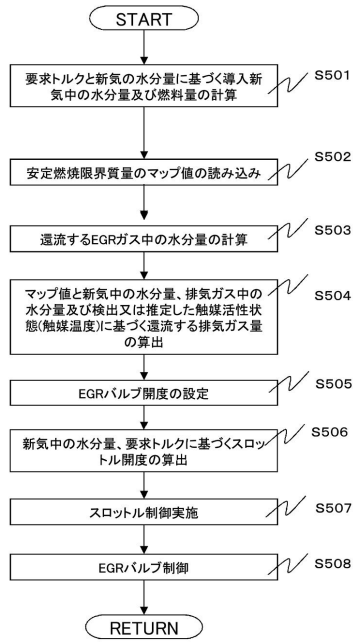 START
要求トルクと新気の水分量に基づく導入新
気中の水分量及び燃料量の計算
S501
安定燃焼限界質量のマップ値の読み込み
S502
還流するEGRガス中の水分量の計算
S503
マップ値と新気中の水分量、排気ガス中の
水分量及び検出又は推定した触媒活性状
態(触媒温度)に基づく還流する排気ガス量
の算出
S504
EGRバルブ開度の設定
S505
新気中の水分量、要求トルクに基づくスロッ
トル開度の算出
S506
スロットル制御実施
S507
EGRバルブ制御
S508
RETURN